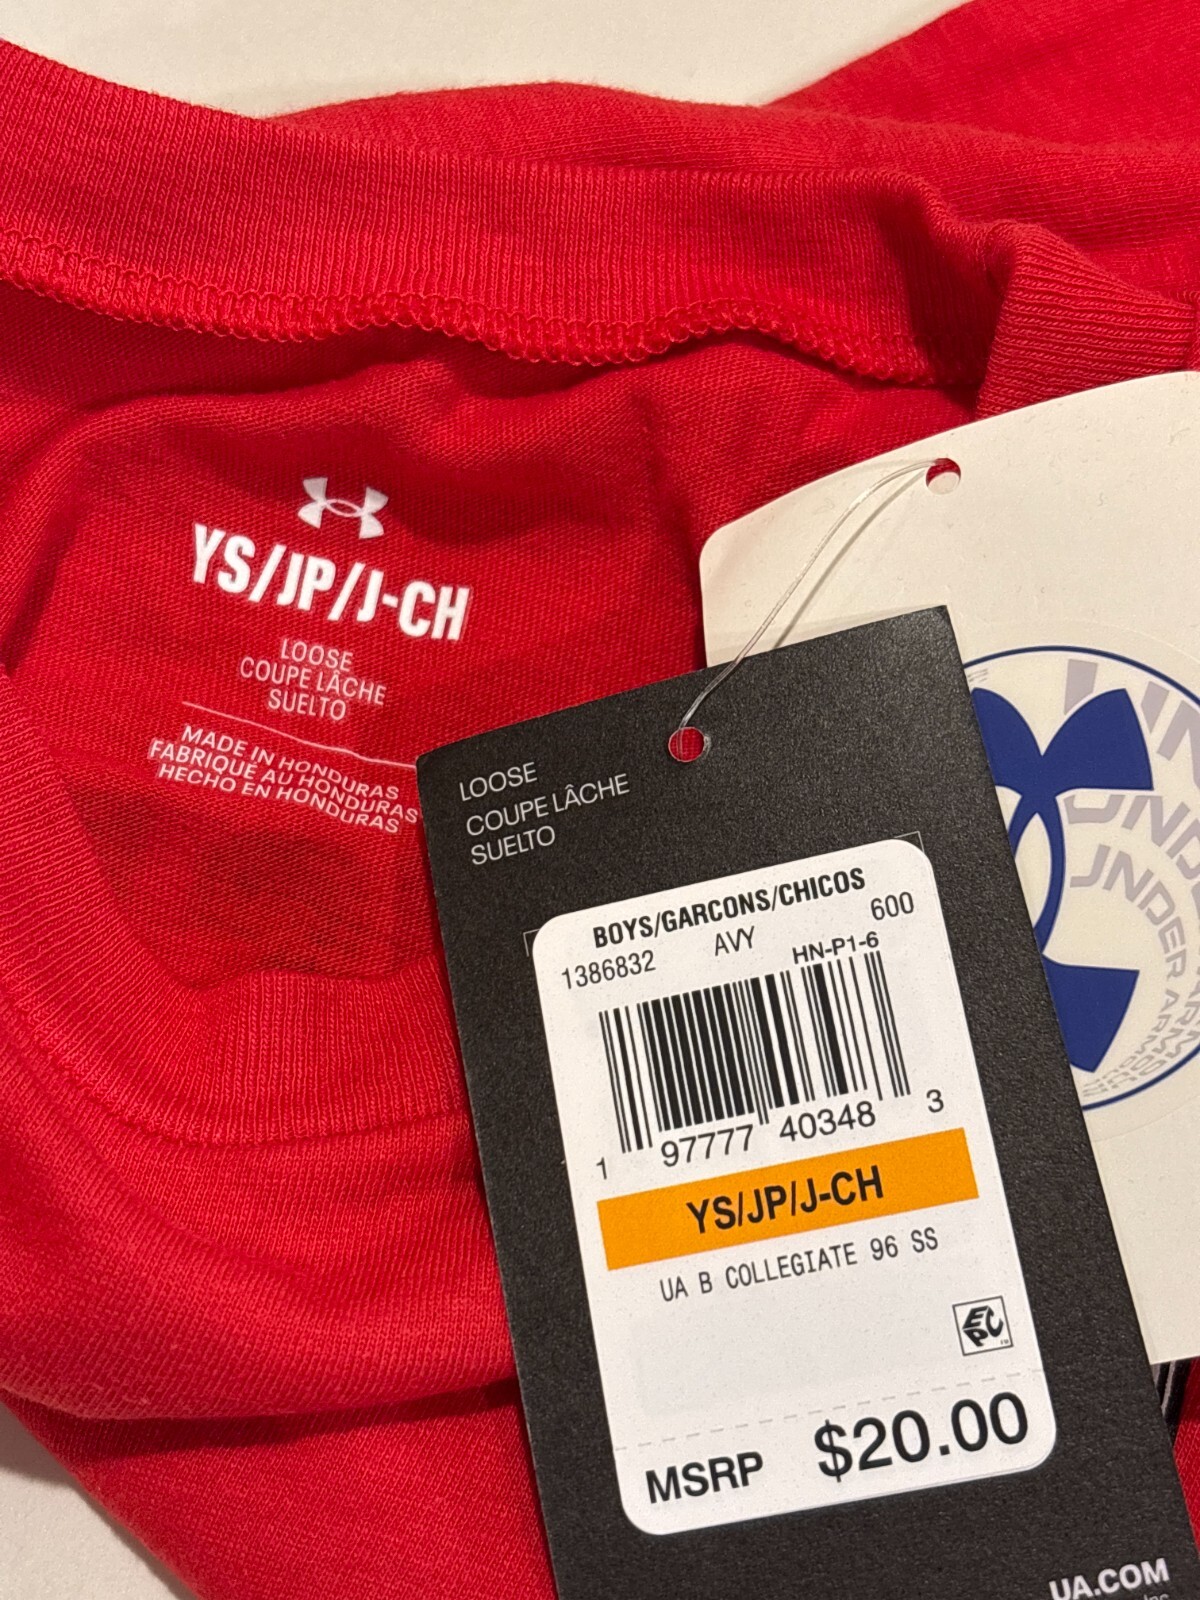 YS/JP/J-CH
LOOSE
COUPE LÂCHE
SUELTO
MADE IN HONDURAS
FABRIQUE AU HONDURAS
HECHO EN HONDURAS
LOOSE
COUPE LÂCHE
SUELTO
BOYS/GARCONS/CHICOS
1386832 AVY 600
HN-P1-6
1 97777 40348 3
YS/JP/J-CH
UA B COLLEGIATE 96 SS
EPC
MSRP $20.00
UA.COM
UNDER ARMOUR